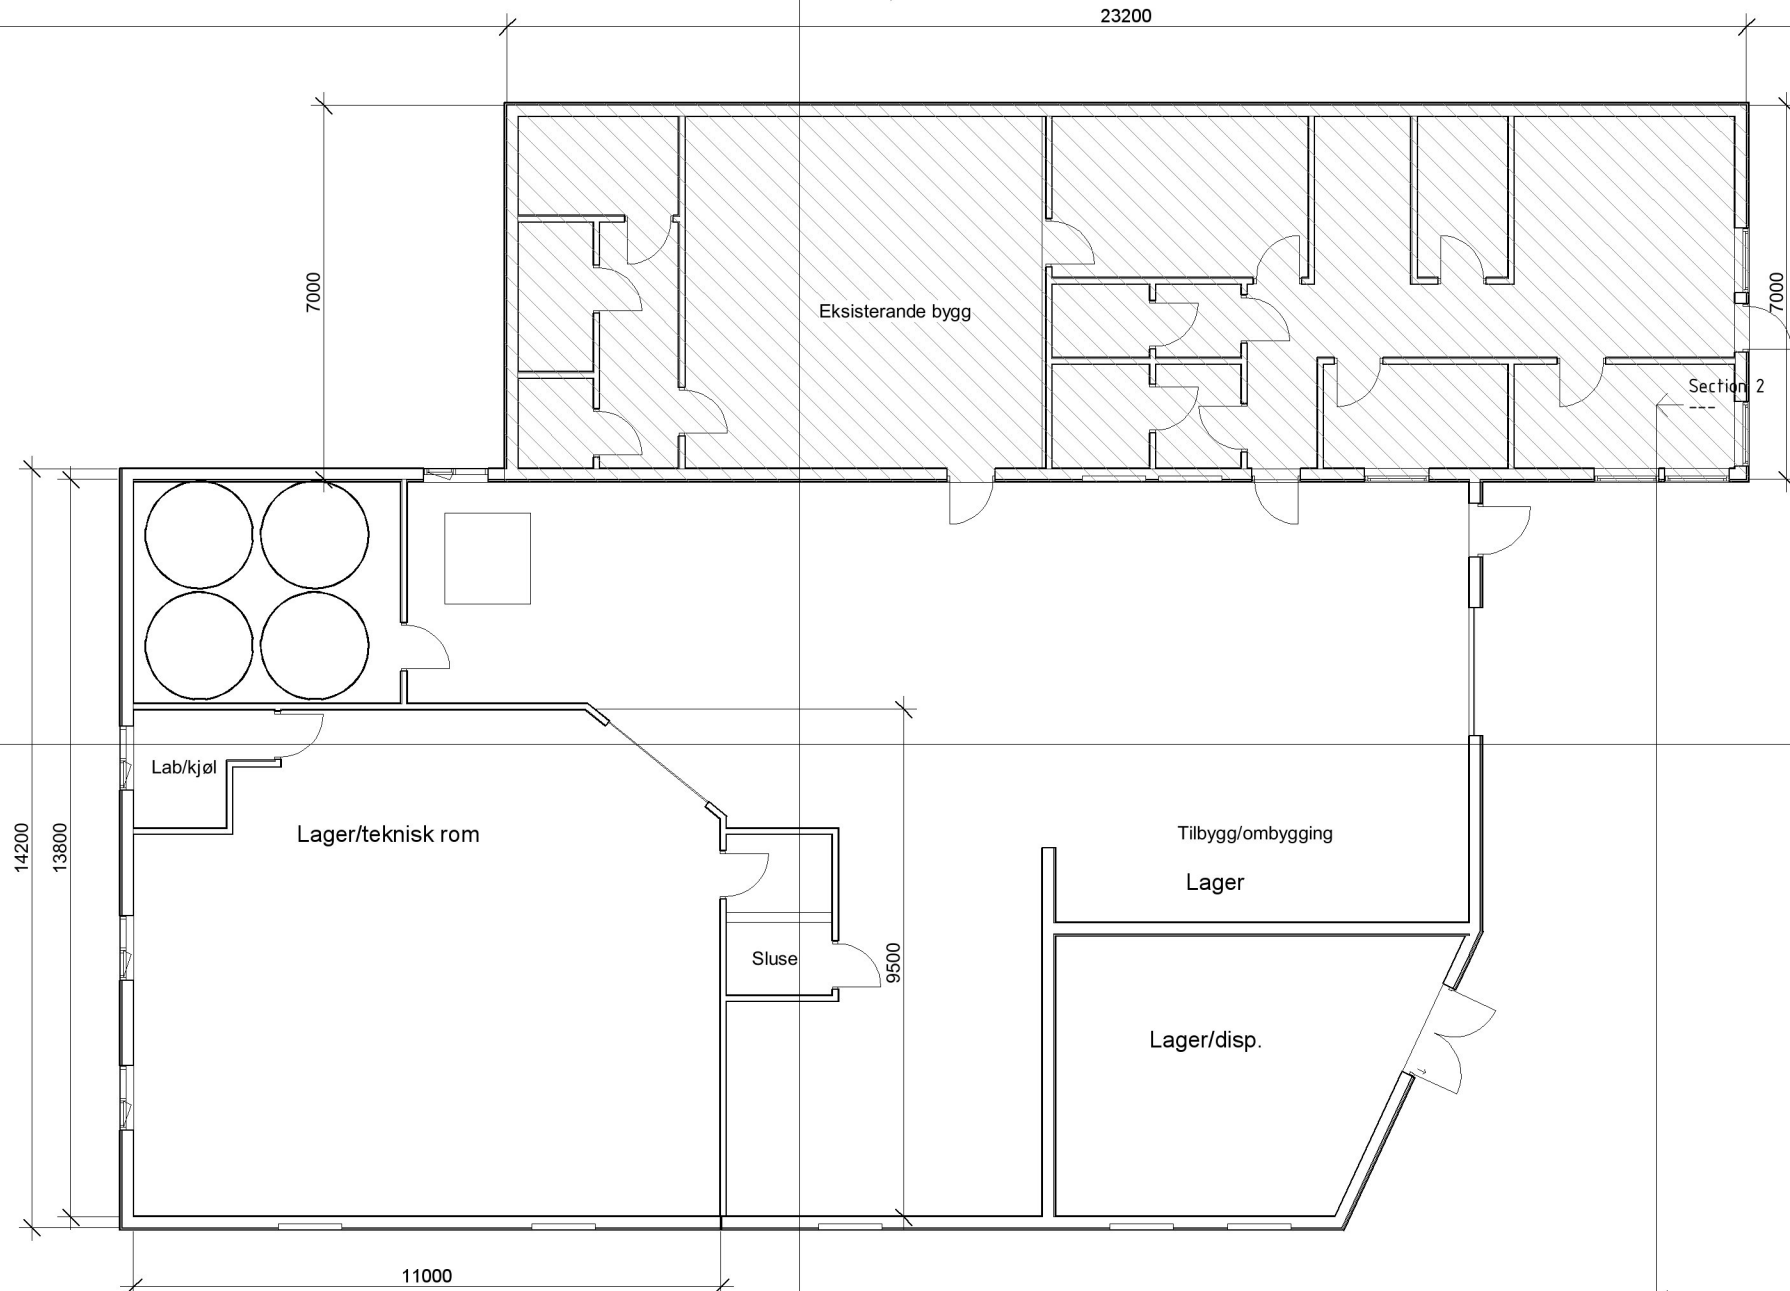 23200
7000
7000
Eksisterande bygg
Section 2
---
Lab/kjøl
Lager/teknisk rom
Tilbygg/ombygging
14200
13800
Lager
9500
Sluse
Lager/disp.
11000